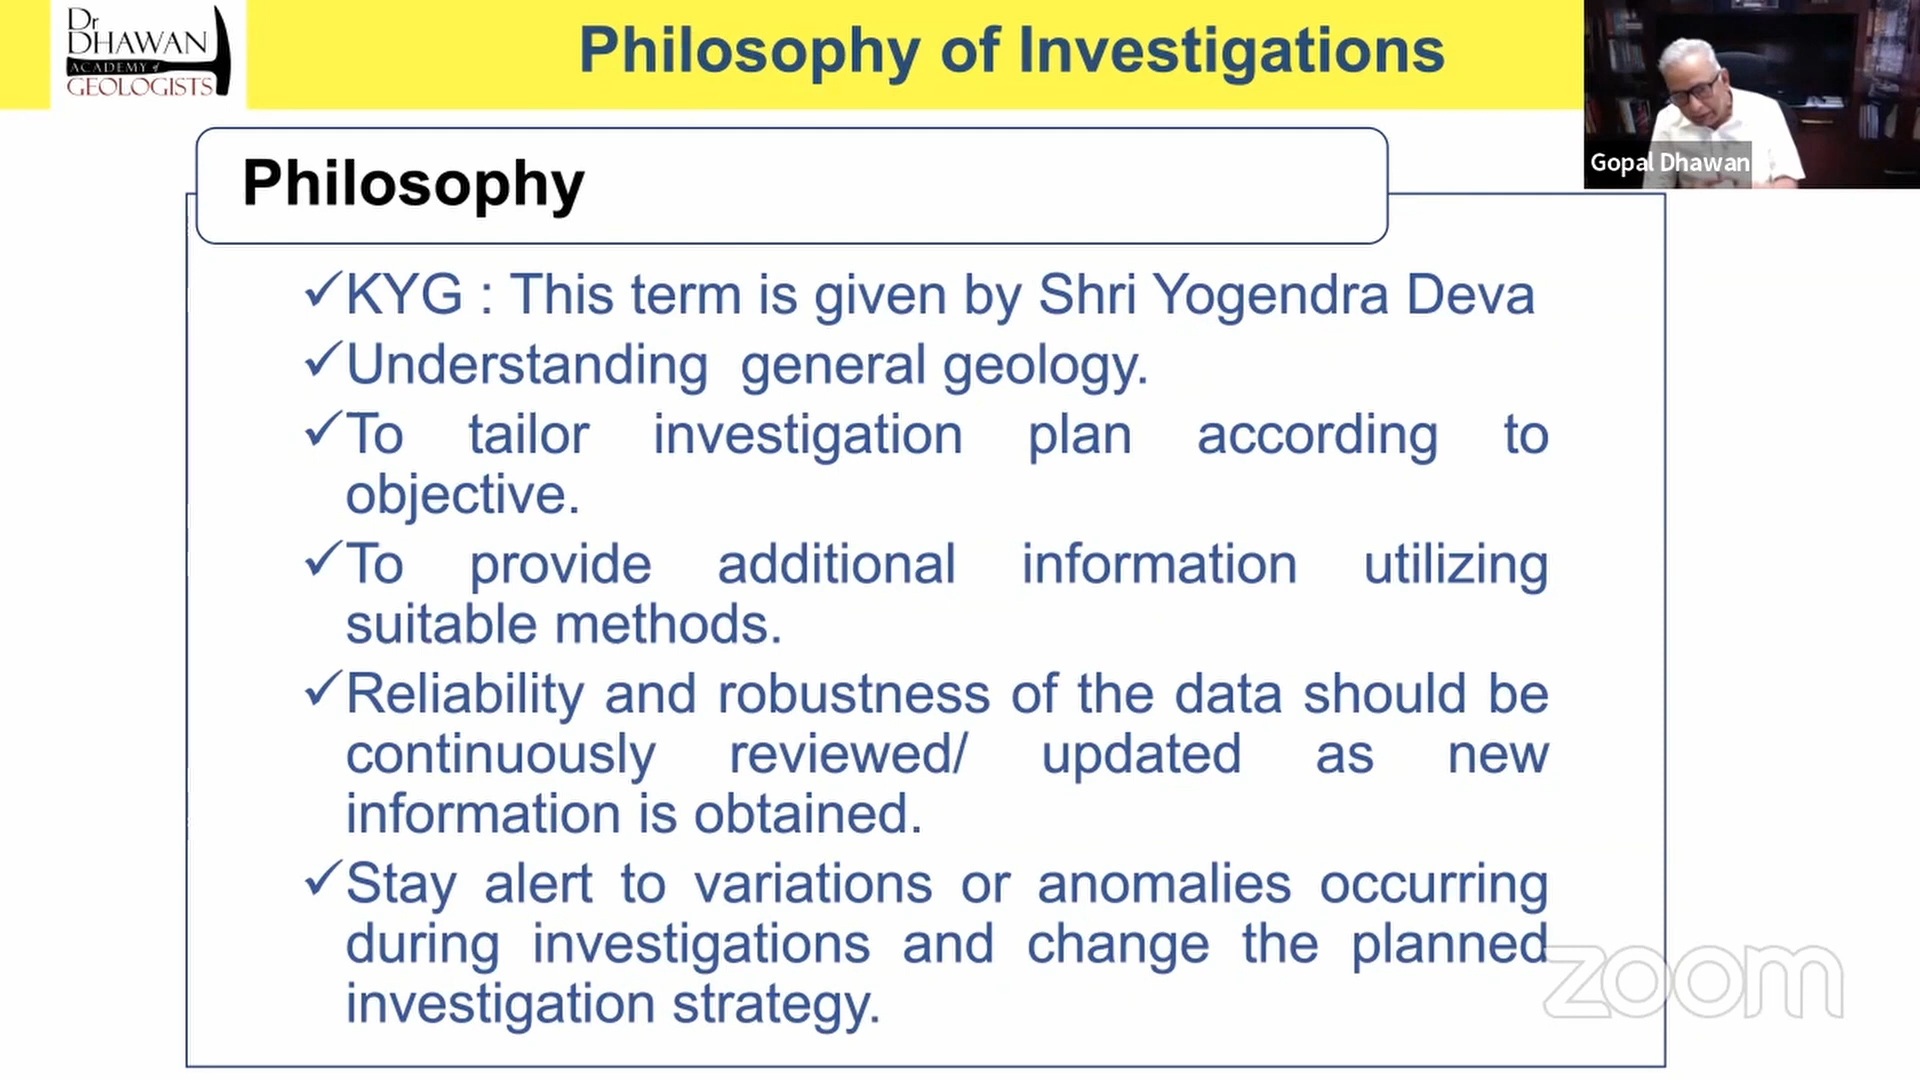 Dr
DHAWAN
ACADEMY of
GEOLOGISTS
Philosophy of Investigations
Gopal Dhawan
Philosophy
✓KYG : This term is given by Shri Yogendra Deva
✓Understanding general geology.
✓To tailor investigation plan according to
objective.
✓To provide additional information utilizing
suitable methods.
✓Reliability and robustness of the data should be
continuously reviewed/ updated as new
information is obtained.
✓Stay alert to variations or anomalies occurring
during investigations and change the planned
investigation strategy.
zoom